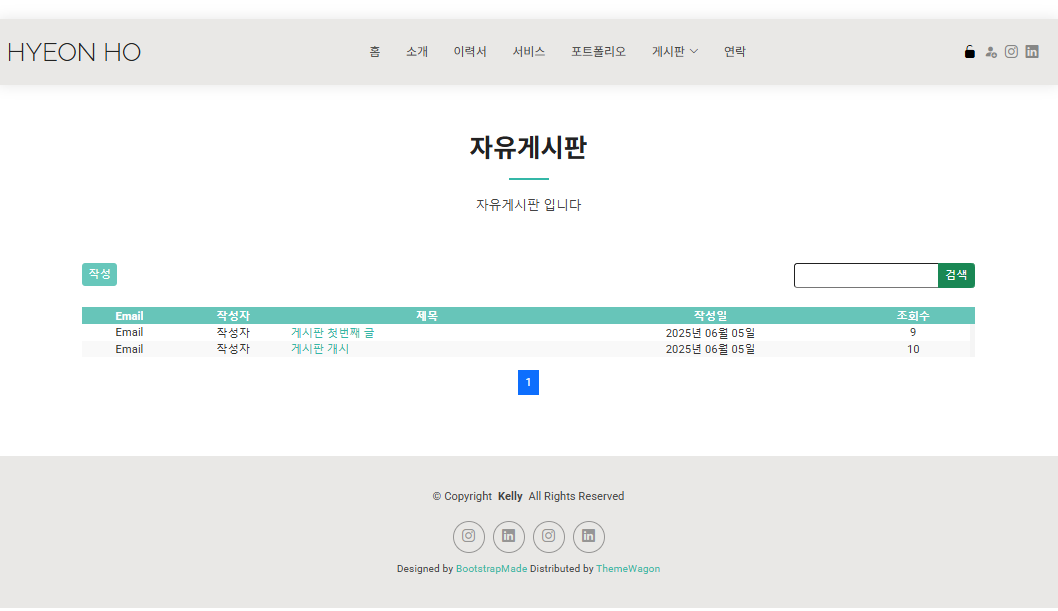 HYEON HO 홈 소개 이력서 서비스 포트폴리오 게시판 연락
자유게시판
자유게시판 입니다
작성 검색
Email 작성자 제목 작성일 조회수
Email 작성자 게시판 첫번째 글 2025년 06월 05일 9
Email 작성자 게시판 개시 2025년 06월 05일 10
1
© Copyright Kelly All Rights Reserved
Designed by BootstrapMade Distributed by ThemeWagon